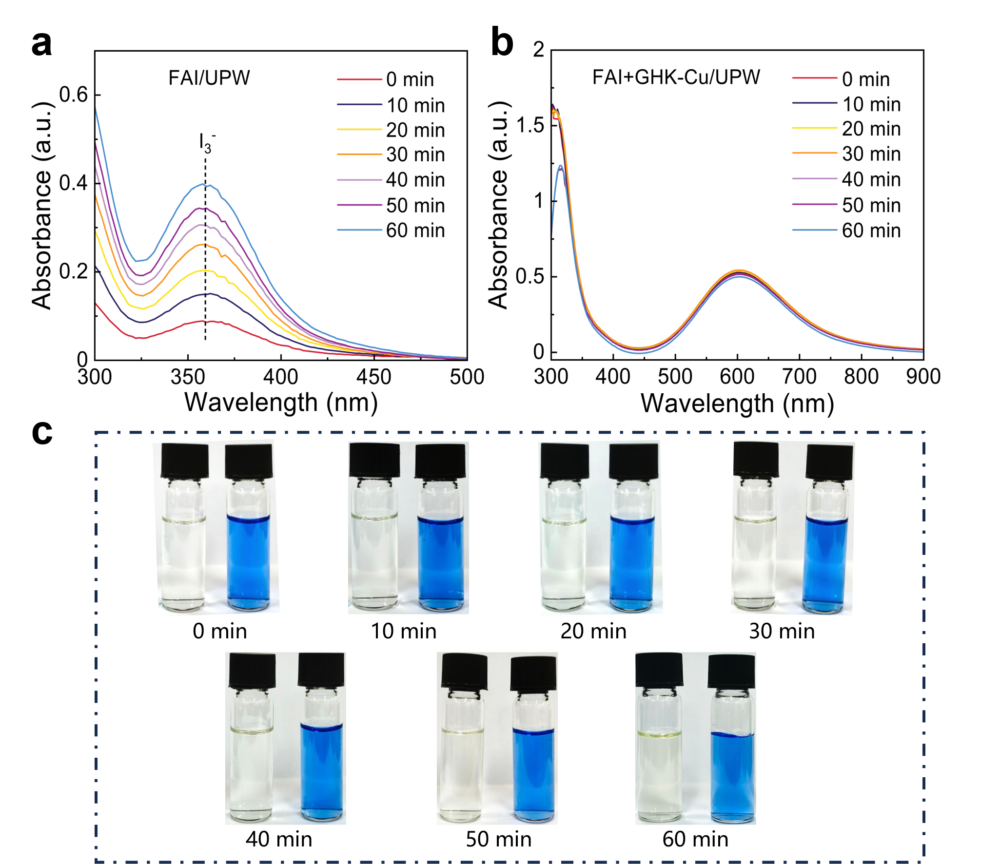 a
FAI/UPW
I3-
0 min
10 min
20 min
30 min
40 min
50 min
60 min
0.6
0.4
0.2
0
300 350 400 450 500
Absorbance (a.u.)
Wavelength (nm)
b
FAI+GHK-Cu/UPW
0 min
10 min
20 min
30 min
40 min
50 min
60 min
2
1.5
1
0.5
0
300 400 500 600 700 800 900
Absorbance (a.u.)
Wavelength (nm)
c
0 min 10 min 20 min 30 min
40 min 50 min 60 min